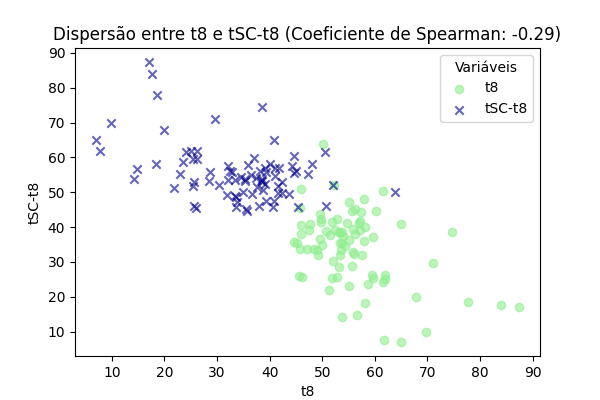 Dispersão entre t8 e tSC-t8 (Coeficiente de Spearman: -0.29)
Variáveis
t8
tSC-t8
90
80
70
60
50
40
30
20
10
tSC-t8
10 20 30 40 50 60 70 80 90
t8